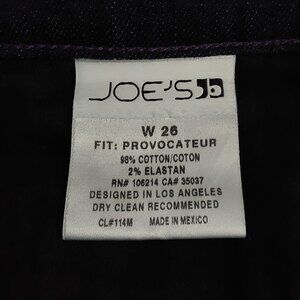 JOE'S
W 26
FIT: PROVOCATEUR
98% COTTON/COTON
2% ELASTAN
RN# 106214 CA# 35037
DESIGNED IN LOS ANGELES
DRY CLEAN RECOMMENDED
CL#114M MADE IN MEXICO